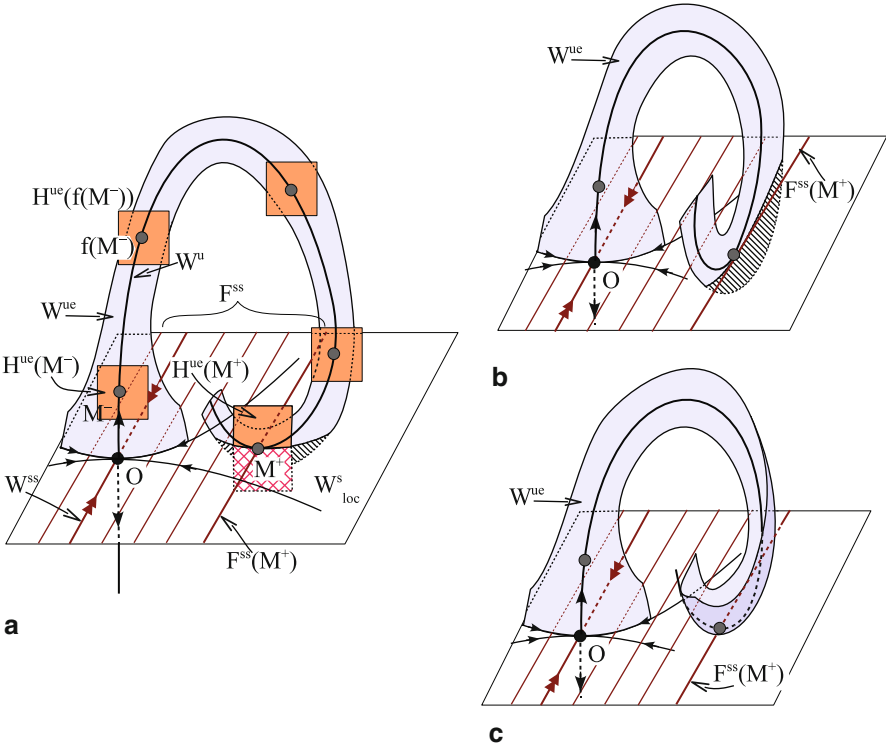 W^ue
F^ss(M^+)
O
b
H^ue(f(M^−))
f(M^−)
W^u
W^ue
F^ss
H^ue(M^−)
H^ue(M^+)
M^−
O
M^+
W^ss
W^s_loc
F^ss(M^+)
a
W^ue
O
F^ss(M^+)
c